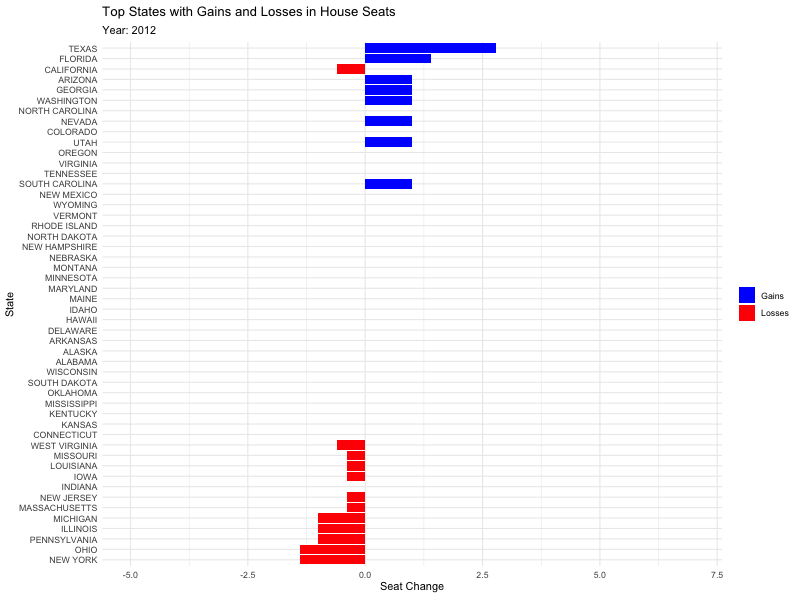 Top States with Gains and Losses in House Seats
Year: 2012
TEXAS
FLORIDA
CALIFORNIA
ARIZONA
GEORGIA
WASHINGTON
NORTH CAROLINA
NEVADA
COLORADO
UTAH
OREGON
VIRGINIA
TENNESSEE
SOUTH CAROLINA
NEW MEXICO
WYOMING
VERMONT
RHODE ISLAND
NORTH DAKOTA
NEW HAMPSHIRE
NEBRASKA
MONTANA
MINNESOTA
MARYLAND
MAINE
IDAHO
HAWAII
DELAWARE
ARKANSAS
ALASKA
ALABAMA
WISCONSIN
SOUTH DAKOTA
OKLAHOMA
MISSISSIPPI
KENTUCKY
KANSAS
CONNECTICUT
WEST VIRGINIA
MISSOURI
LOUISIANA
IOWA
INDIANA
NEW JERSEY
MASSACHUSETTS
MICHIGAN
ILLINOIS
PENNSYLVANIA
OHIO
NEW YORK
State
-5.0 -2.5 0.0 2.5 5.0 7.5
Seat Change
Gains
Losses